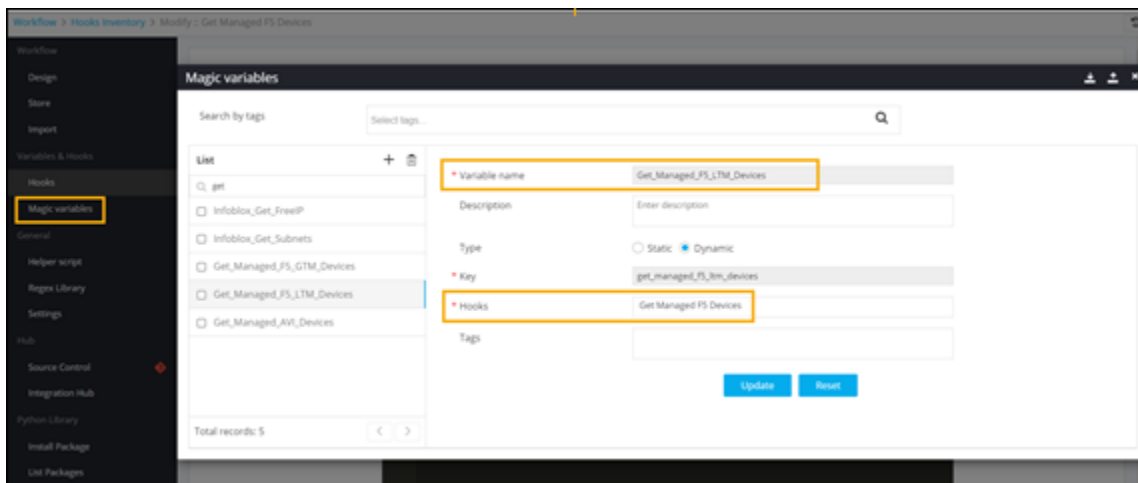 Workflow > Hooks Inventory > Modify : Get Managed F5 Devices
Workflow
Design
Store
Import
Variables & Hooks
Hooks
Magic variables
General
Helper script
Regex Library
Settings
Hub
Source Control
Integration Hub
Python Library
Install Package
List Packages
Magic variables
Search by tags
Select tags...
List
get
Infoblox_Get_FreeIP
Infoblox_Get_Subnets
Get_Managed_F5_GTM_Devices
Get_Managed_F5_LTM_Devices
Get_Managed_AVI_Devices
Total records: 5
* Variable name Get_Managed_F5_LTM_Devices
Description Enter description
Type Static Dynamic
* Key get_managed_f5_ltm_devices
* Hooks Get Managed F5 Devices
Tags
Update Reset